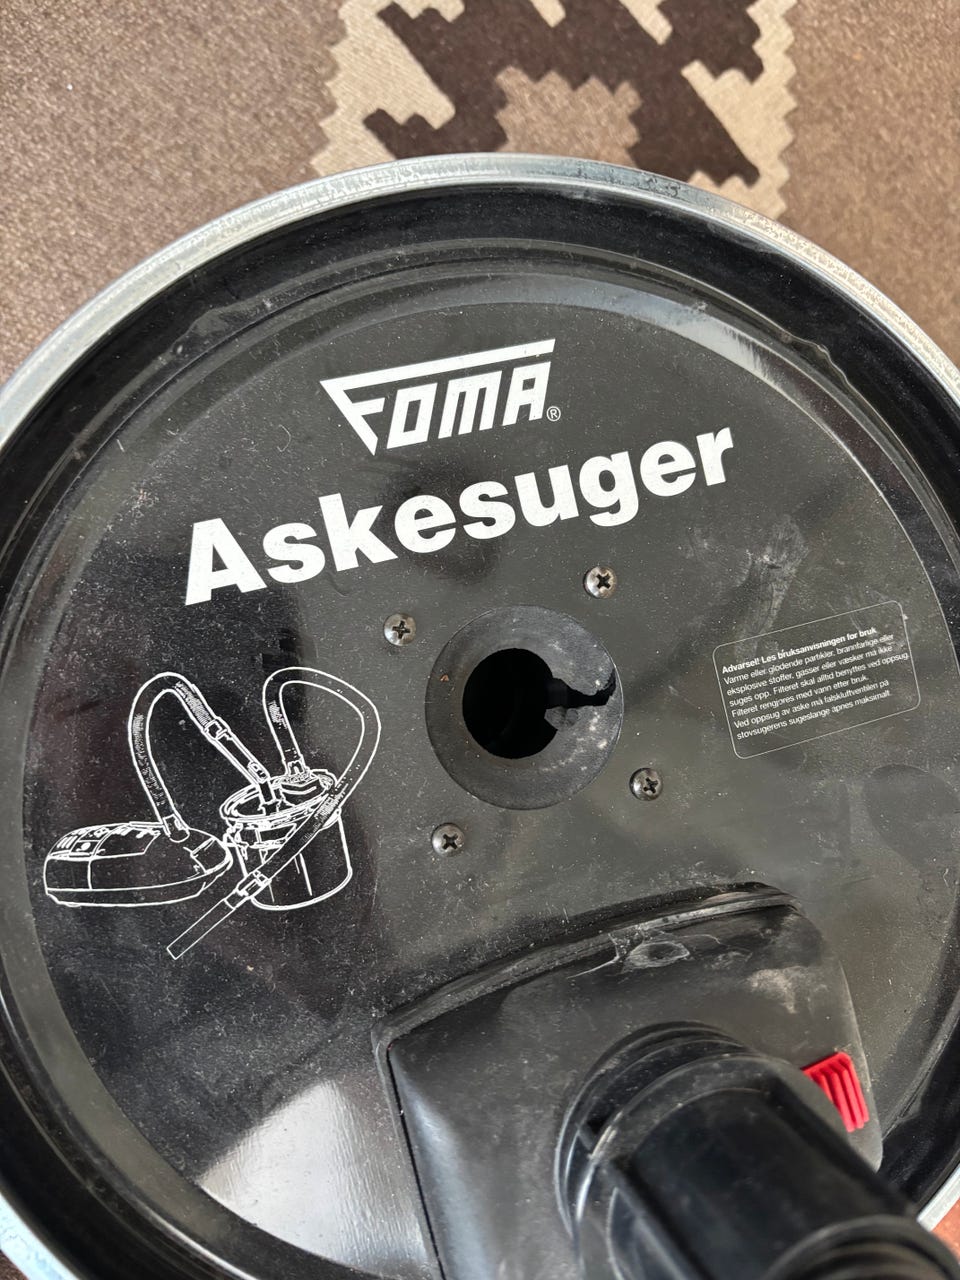 FOMA®
Askesuger
Advarsel! Les bruksanvisningen før bruk
Varme eller glødende partikler, brannfarlige eller
eksplosive stoffer, gasser eller væsker må ikke
suges opp. Filteret skal alltid benyttes ved oppsug.
Filteret rengjøres med vann etter bruk.
Ved oppsug av aske må falskluftventilen på
støvsugerens sugeslange åpnes maksimalt.